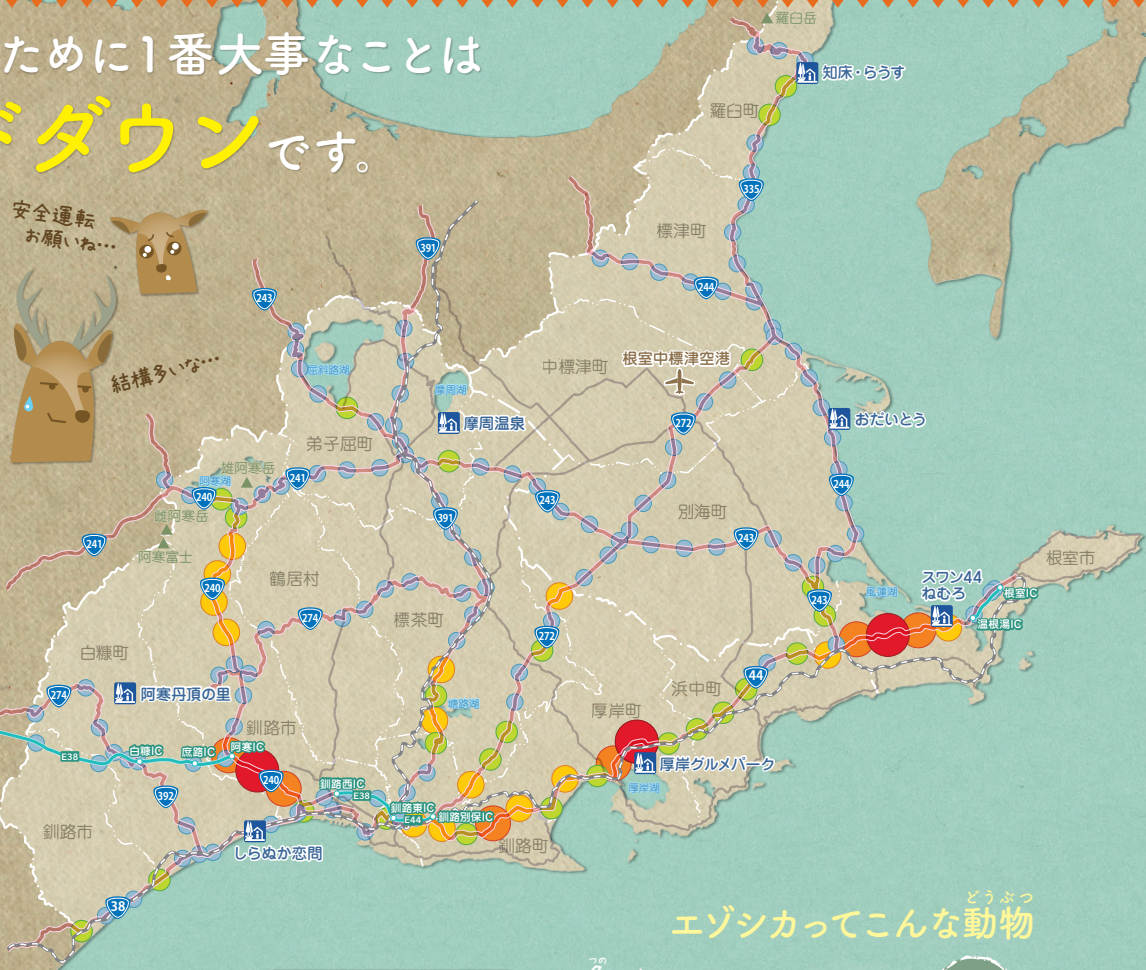 ために1番大事なことは
ドダウンです。
安全運転
お願いね…
結構多いな…
羅臼岳
知床・らうす
羅臼町
335
標津町
391
243
244
中標津町
根室中標津空港
屈斜路湖
摩周湖
摩周温泉
272
おだいとう
弟子屈町
雄阿寒岳
阿寒湖
240
241
243
244
雌阿寒岳
391
別海町
241
阿寒富士
243
根室市
鶴居村
240
スワン44
ねむろ
風蓮湖
243
根室IC
274
標茶町
温根湯IC
272
白糠町
44
浜中町
274
阿寒丹頂の里
塘路湖
厚岸町
釧路市
白糠IC
庶路IC
阿寒IC
E38
厚岸グルメパーク
240
釧路西IC
厚岸湖
392
E38
釧路東IC
E44
釧路別保IC
釧路市
釧路町
しらぬか恋問
38
どうぶつ
エゾシカってこんな動物
つの